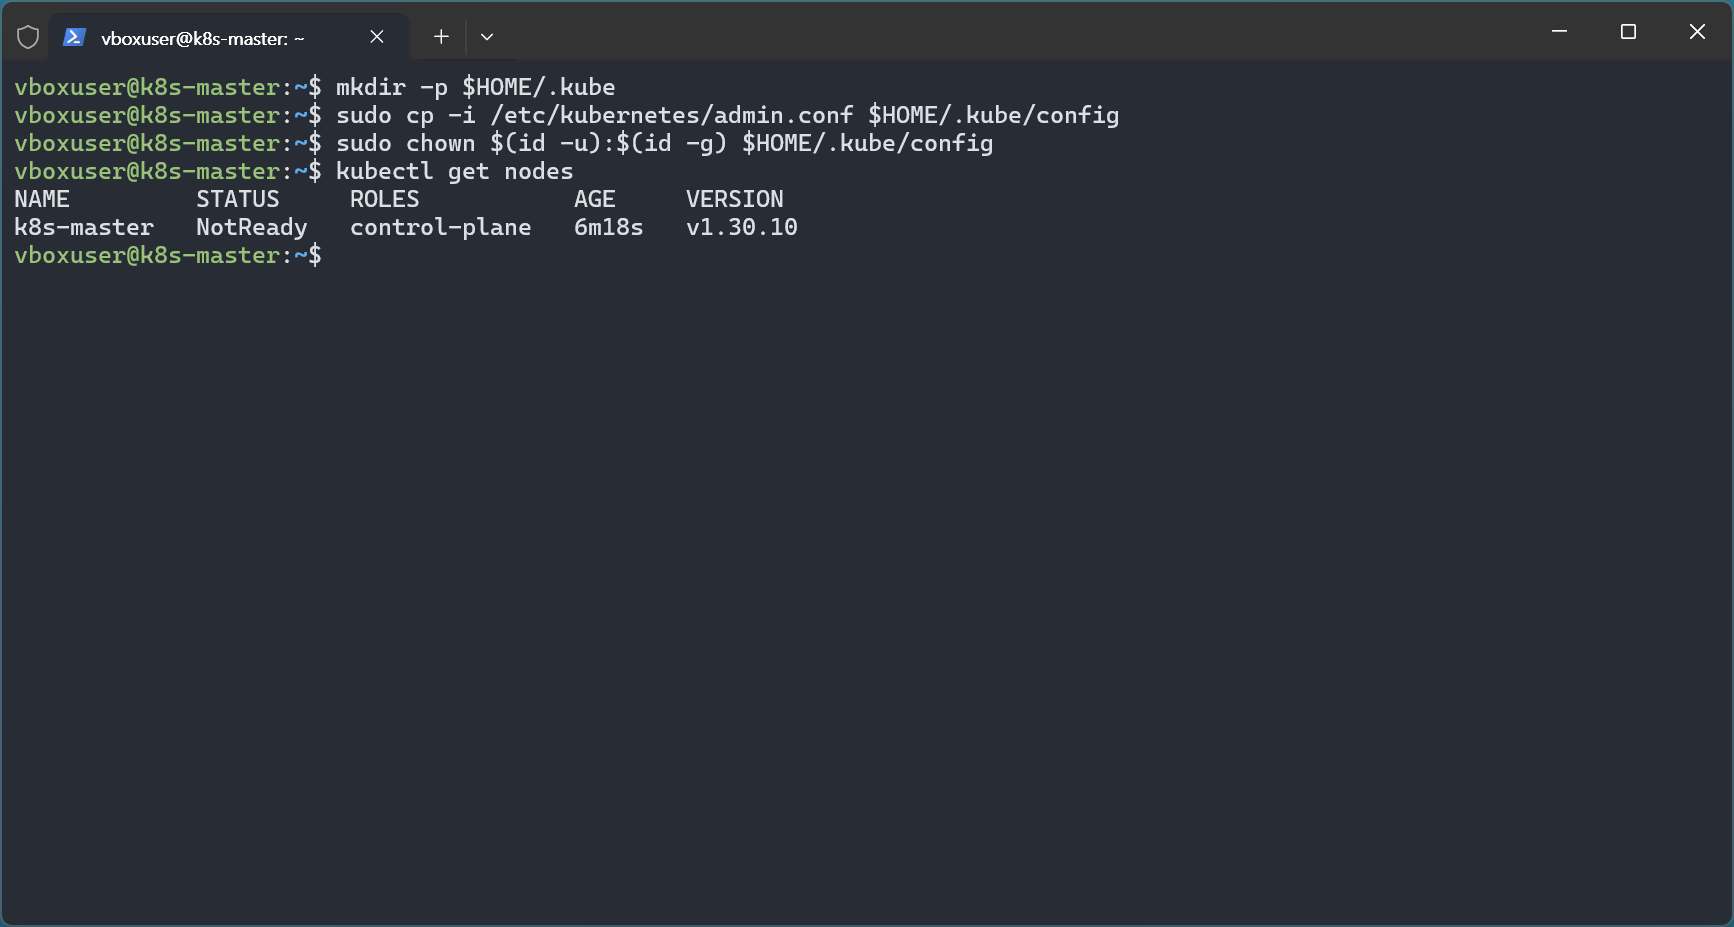 vboxuser@k8s-master: ~
vboxuser@k8s-master:~$ mkdir -p $HOME/.kube
vboxuser@k8s-master:~$ sudo cp -i /etc/kubernetes/admin.conf $HOME/.kube/config
vboxuser@k8s-master:~$ sudo chown $(id -u):$(id -g) $HOME/.kube/config
vboxuser@k8s-master:~$ kubectl get nodes
NAME         STATUS     ROLES           AGE     VERSION
k8s-master   NotReady   control-plane   6m18s   v1.30.10
vboxuser@k8s-master:~$